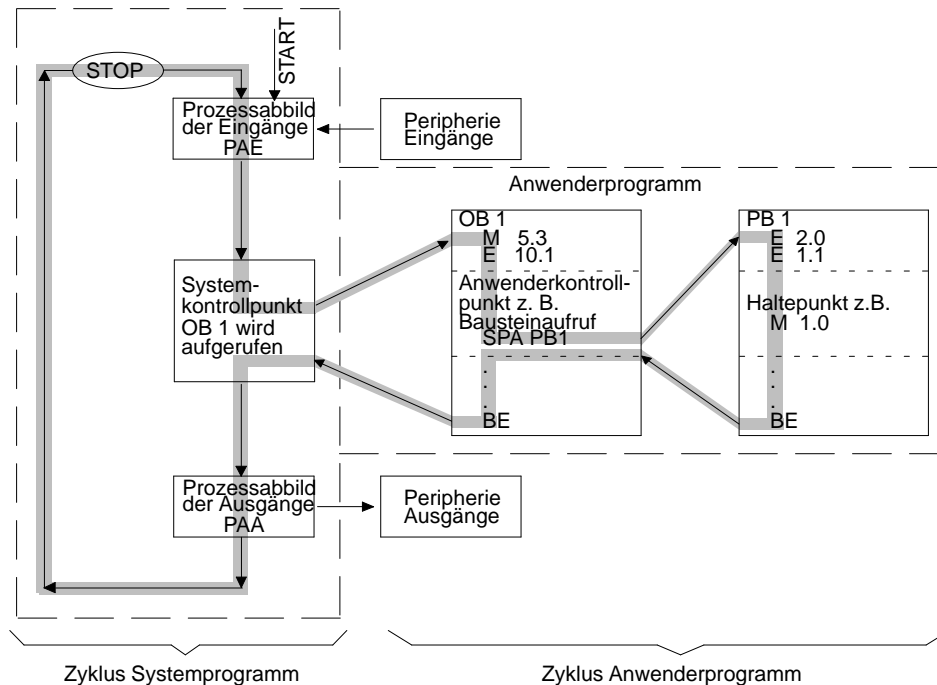 STOP
START
Prozessabbild
der Eingänge
PAE
Peripherie
Eingänge
Anwenderprogramm
System-
kontrollpunkt
OB 1 wird
aufgerufen
OB 1
M 5.3
E 10.1
Anwenderkontroll-
punkt z. B.
Bausteinaufruf
SPA PB1
.
.
.
BE
PB 1
E 2.0
E 1.1
Haltepunkt z.B.
M 1.0
.
.
.
BE
Prozessabbild
der Ausgänge
PAA
Peripherie
Ausgänge
Zyklus Systemprogramm
Zyklus Anwenderprogramm